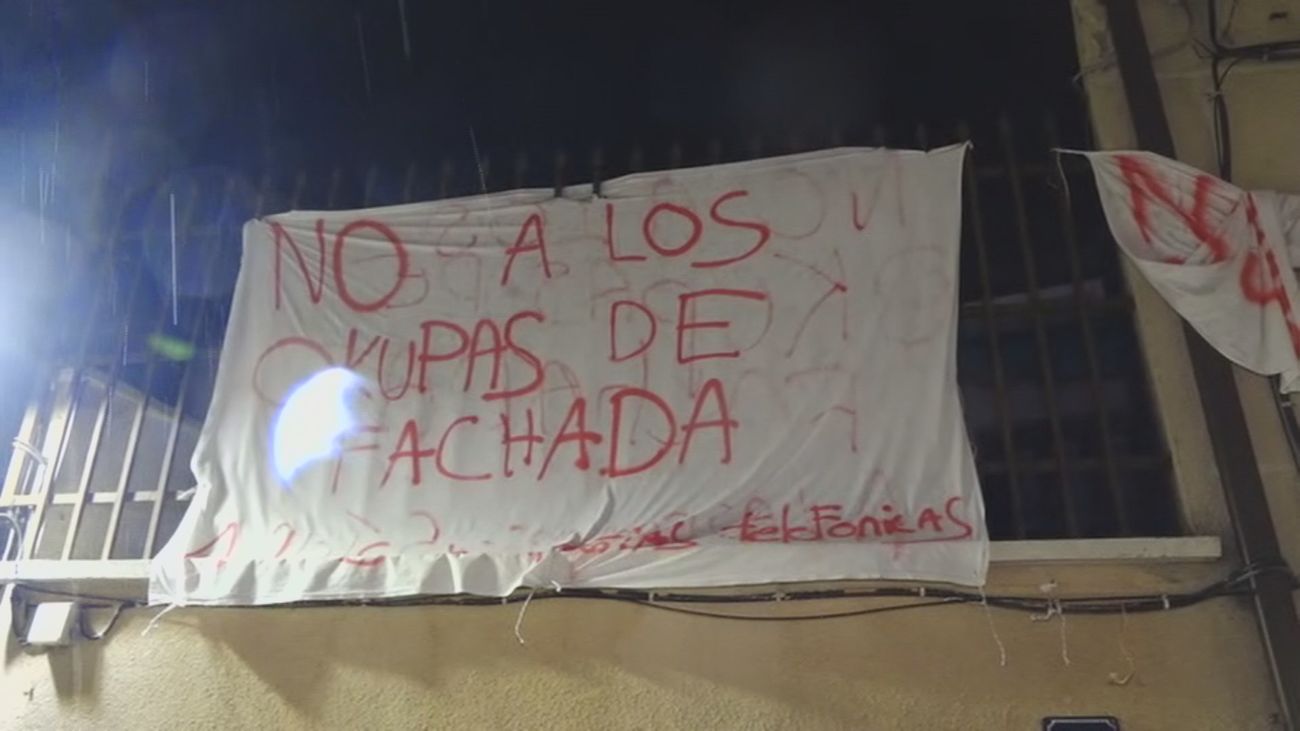 NO A LOS
OKUPAS DE
FACHADA
telefonicas